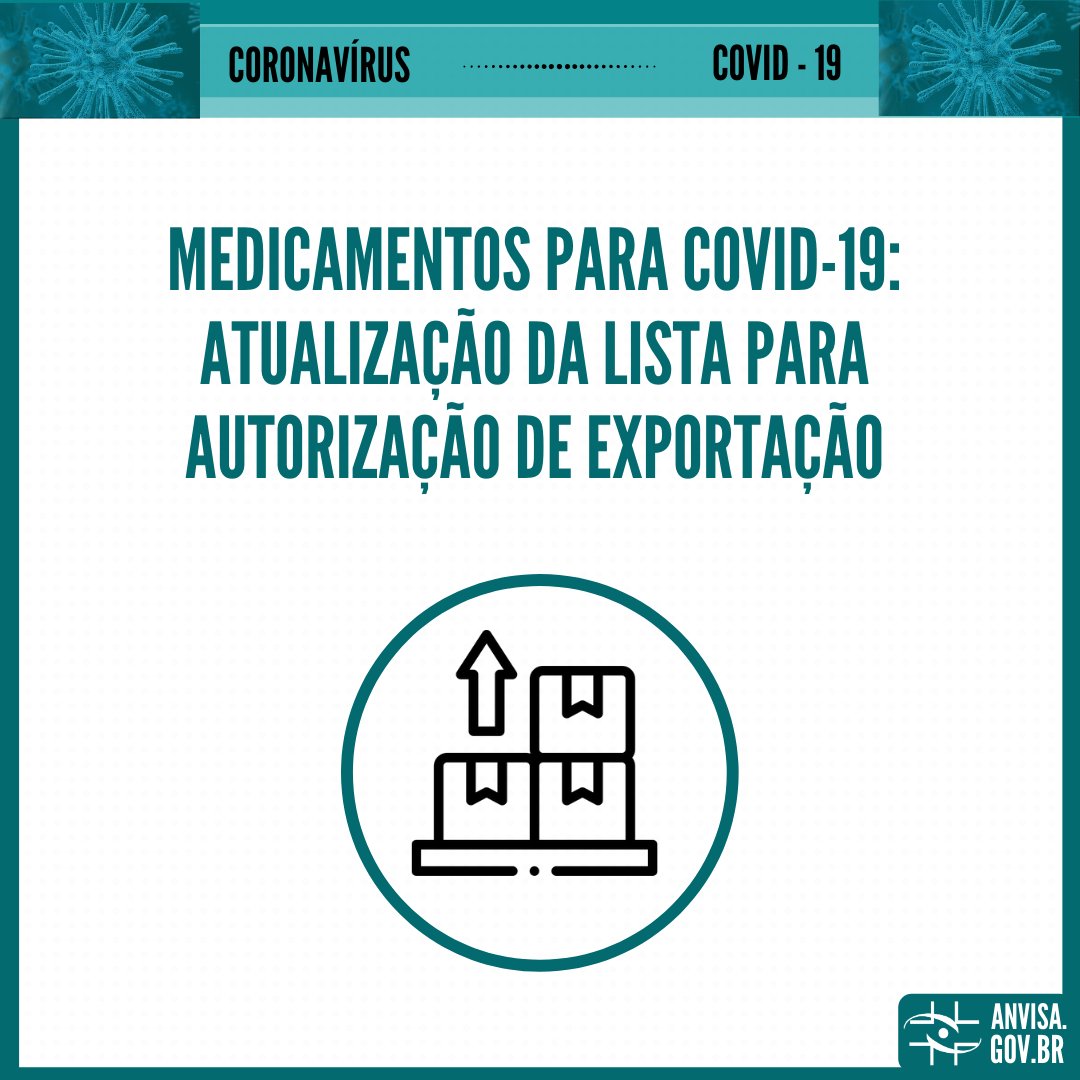 CORONAVÍRUS
COVID - 19
MEDICAMENTOS PARA COVID-19:
ATUALIZAÇÃO DA LISTA PARA
AUTORIZAÇÃO DE EXPORTAÇÃO
ANVISA.
GOV.BR